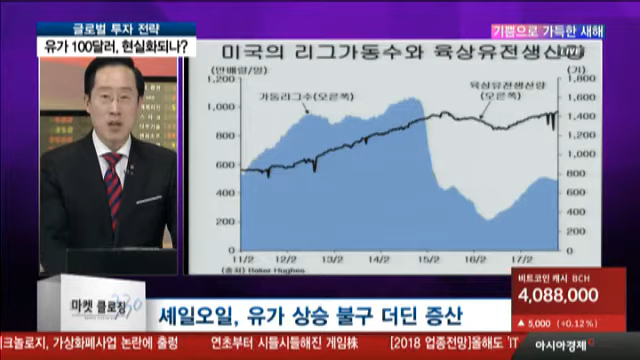 글로벌 투자 전략
유가 100달러, 현실화되나?
기쁨으로 가득한 새해
미국의 리그가동수와 육상유전생산
(만배럴/일)
(기)
가동리그수(오른쪽)
육상유전생산량
(오른쪽)
1,200
1,000
800
600
400
200
0
1,800
1,600
1,400
1,200
1,000
800
600
400
200
0
11/2 12/2 13/2 14/2 15/2 16/2 17/2
(출처) Baker Hughes
마켓 클로징
230
셰일오일, 유가 상승 불구 더딘 증산
비트코인 캐시 BCH
4,088,000
▲ 5,000 (+0.12%)
크놀로지, 가상화폐사업 논란에 출렁 연초부터 시들시들해진 게임株 [2018 업종전망]올해도 'IT
아시아경제